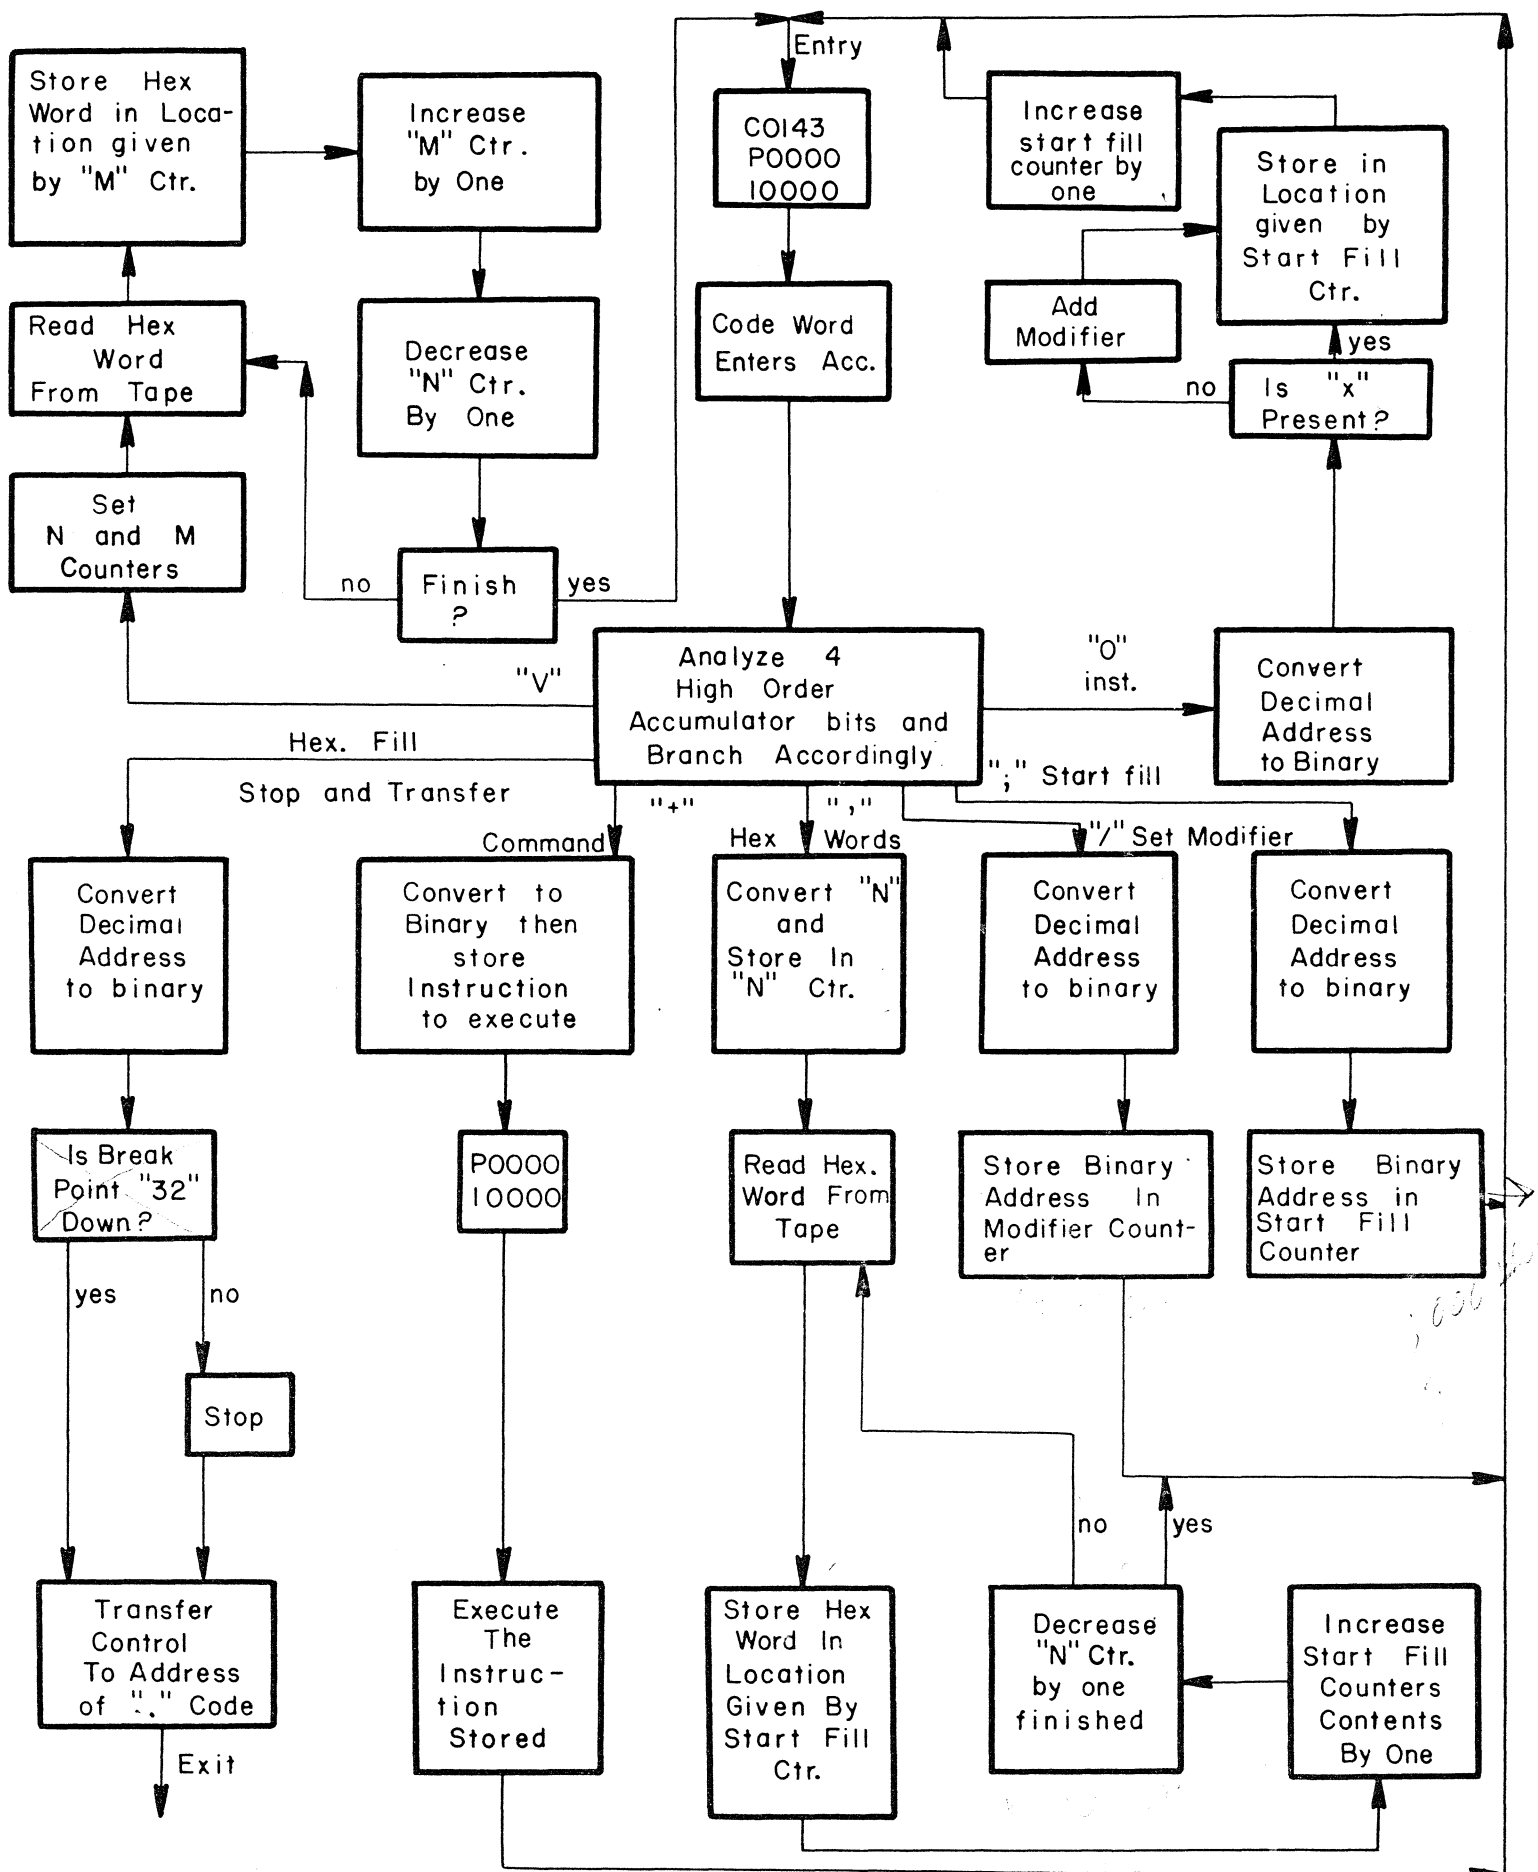 Entry
Store Hex
Word in Loca-
tion given
by "M" Ctr.
Increase
"M" Ctr.
by One
C0143
P0000
10000
Increase
start fill
counter by
one
Store in
Location
given by
Start Fill
Ctr.
Read Hex
Word
From Tape
Decrease
"N" Ctr.
By One
Code Word
Enters Acc.
Add
Modifier
yes
no
Is "x"
Present?
Set
N and M
Counters
no
Finish
?
yes
"V"
Analyze 4
High Order
Accumulator bits and
Branch Accordingly
"O"
inst.
Convert
Decimal
Address
to Binary
Hex. Fill
Stop and Transfer
"+"
Command
","
Hex Words
"/" Set Modifier
";" Start fill
Convert
Decimal
Address
to binary
Convert to
Binary then
store
Instruction
to execute
Convert "N"
and
Store In
"N" Ctr.
Convert
Decimal
Address
to binary
Convert
Decimal
Address
to binary
Is Break
Point "32"
Down?
P0000
10000
Read Hex.
Word From
Tape
Store Binary
Address In
Modifier Count-
er
Store Binary
Address in
Start Fill
Counter
yes
no
Stop
no
yes
Transfer
Control
To Address
of "." Code
Exit
Execute
The
Instruc-
tion
Stored
Store Hex
Word In
Location
Given By
Start Fill
Ctr.
Decrease
"N" Ctr.
by one
finished
Increase
Start Fill
Counters
Contents
By One